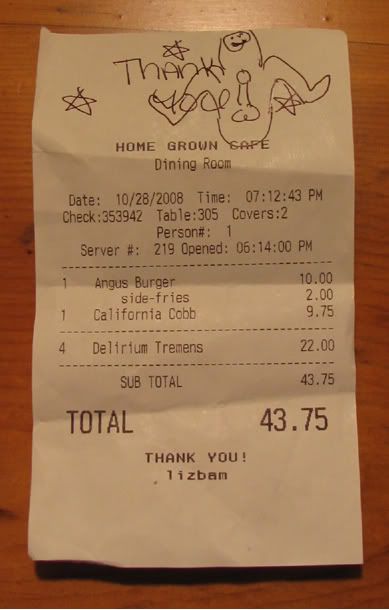 THANK
YOU!
HOME GROWN CAFE
Dining Room
Date: 10/28/2008 Time: 07:12:43 PM
Check:353942 Table:305 Covers:2
Person#: 1
Server #: 219 Opened: 06:14:00 PM
1 Angus Burger 10.00
side-fries 2.00
1 California Cobb 9.75
4 Delirium Tremens 22.00
SUB TOTAL 43.75
TOTAL 43.75
THANK YOU!
lizbam